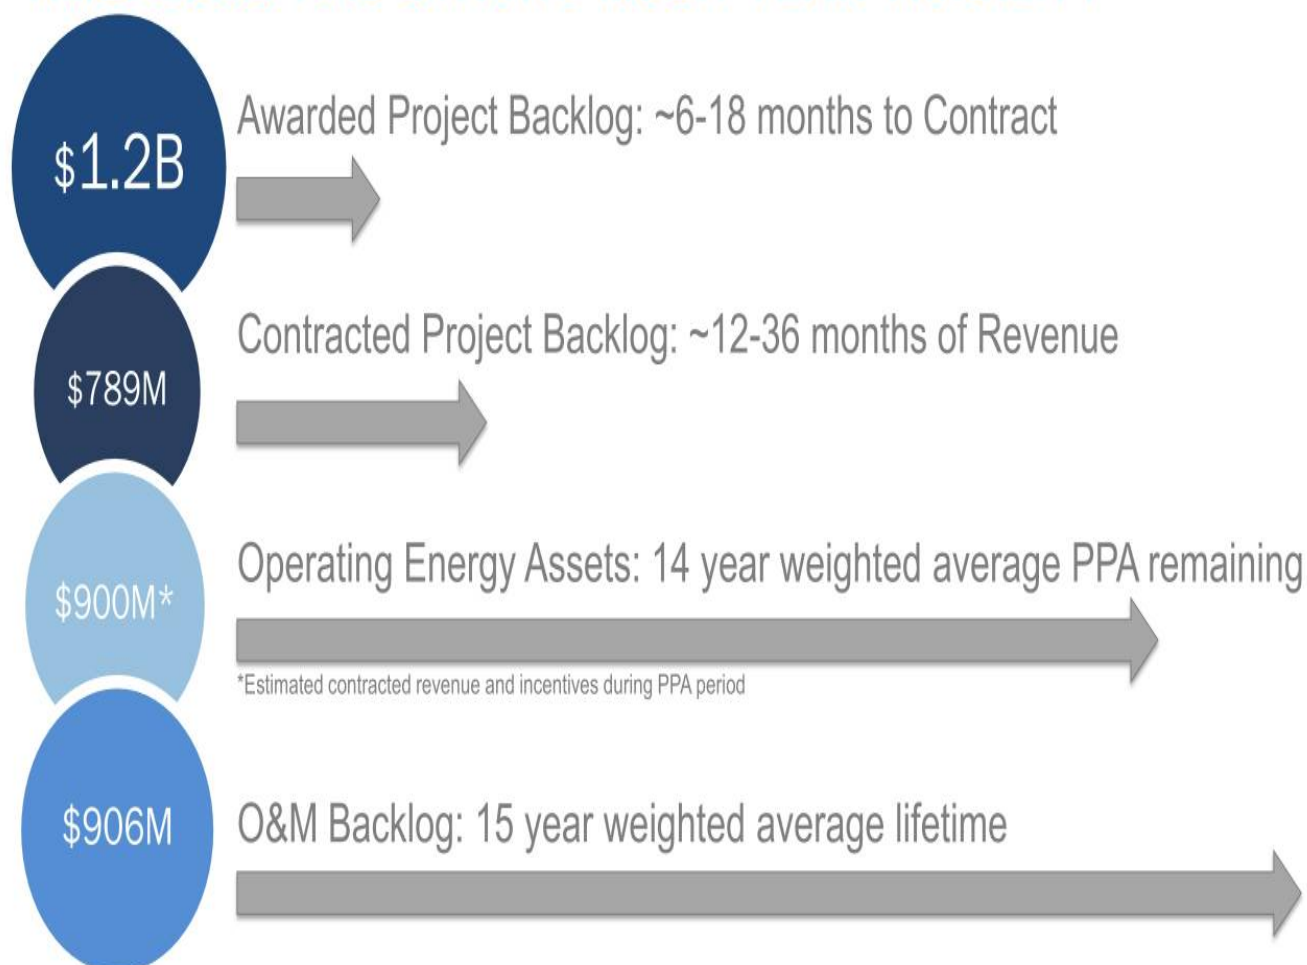 $1.2B
Awarded Project Backlog: ~6-18 months to Contract
$789M
Contracted Project Backlog: ~12-36 months of Revenue
$900M*
Operating Energy Assets: 14 year weighted average PPA remaining
*Estimated contracted revenue and incentives during PPA period
$906M
O&M Backlog: 15 year weighted average lifetime